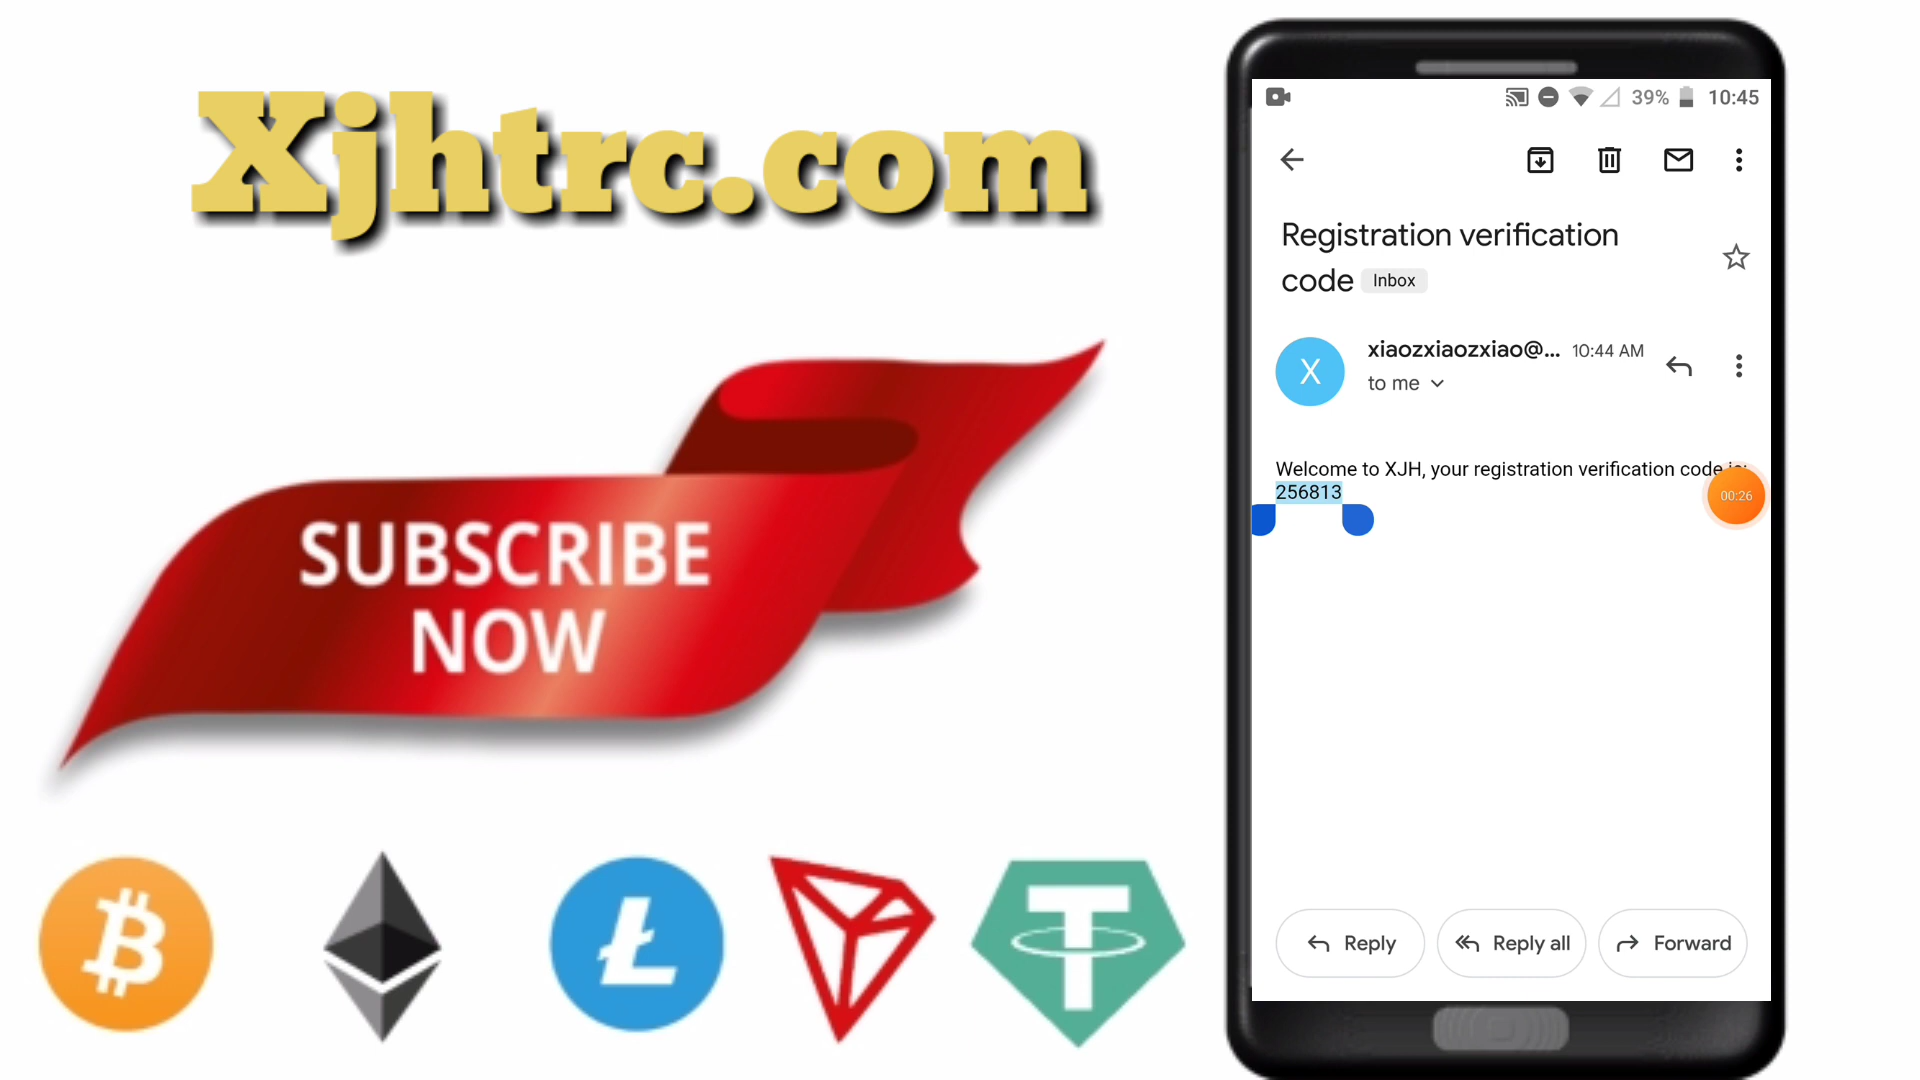 Xjhtrc.com
SUBSCRIBE
NOW
39% 10:45
Registration verification
code Inbox
X
xiaozxiaozxiao@... 10:44 AM
to me
Welcome to XJH, your registration verification code is:
256813
00:26
Reply Reply all Forward